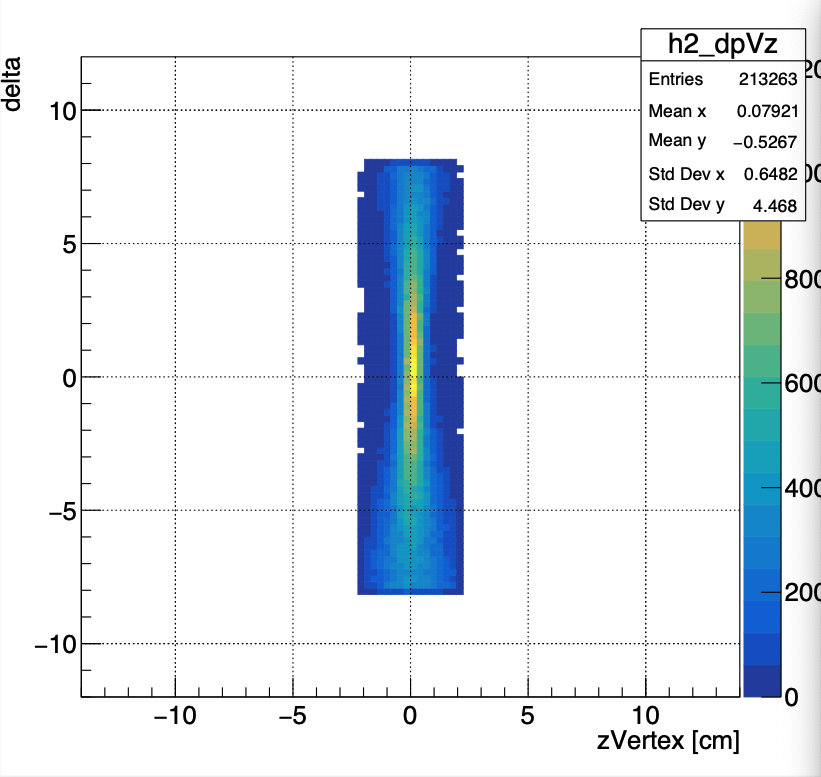 h2_dpVz
Entries 213263
Mean x 0.07921
Mean y −0.5267
Std Dev x 0.6482
Std Dev y 4.468
delta
10
5
0
−5
−10
−10 −5 0 5 10
zVertex [cm]
800
600
400
200
0